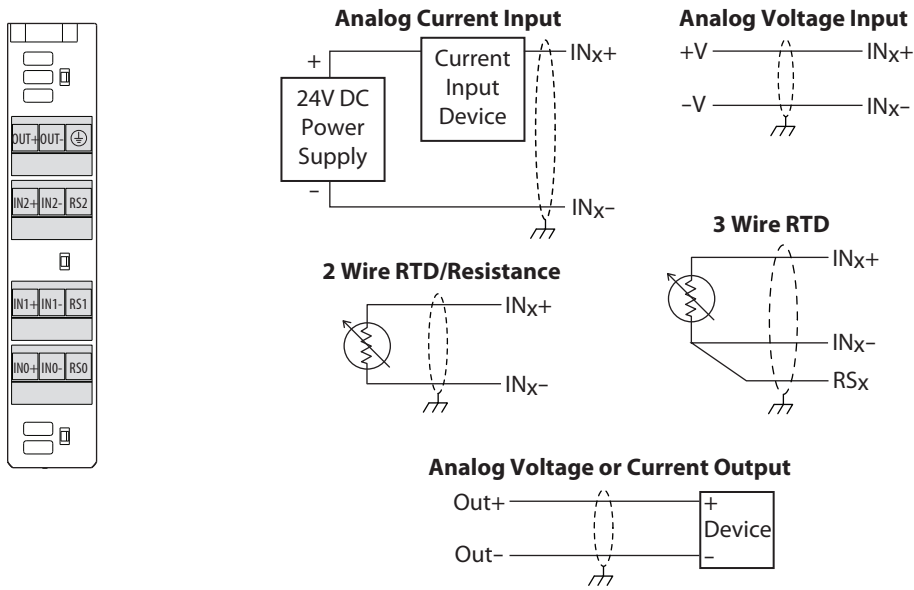 OUT+ OUT-
IN2+ IN2- RS2
IN1+ IN1- RS1
IN0+ IN0- RS0
Analog Current Input
+
24V DC
Power
Supply
–
Current
Input
Device
INx+
INx–
Analog Voltage Input
+V
INx+
–V
INx–
2 Wire RTD/Resistance
INx+
INx–
3 Wire RTD
INx+
INx–
RSx
Analog Voltage or Current Output
Out+
+
Device
Out–
–